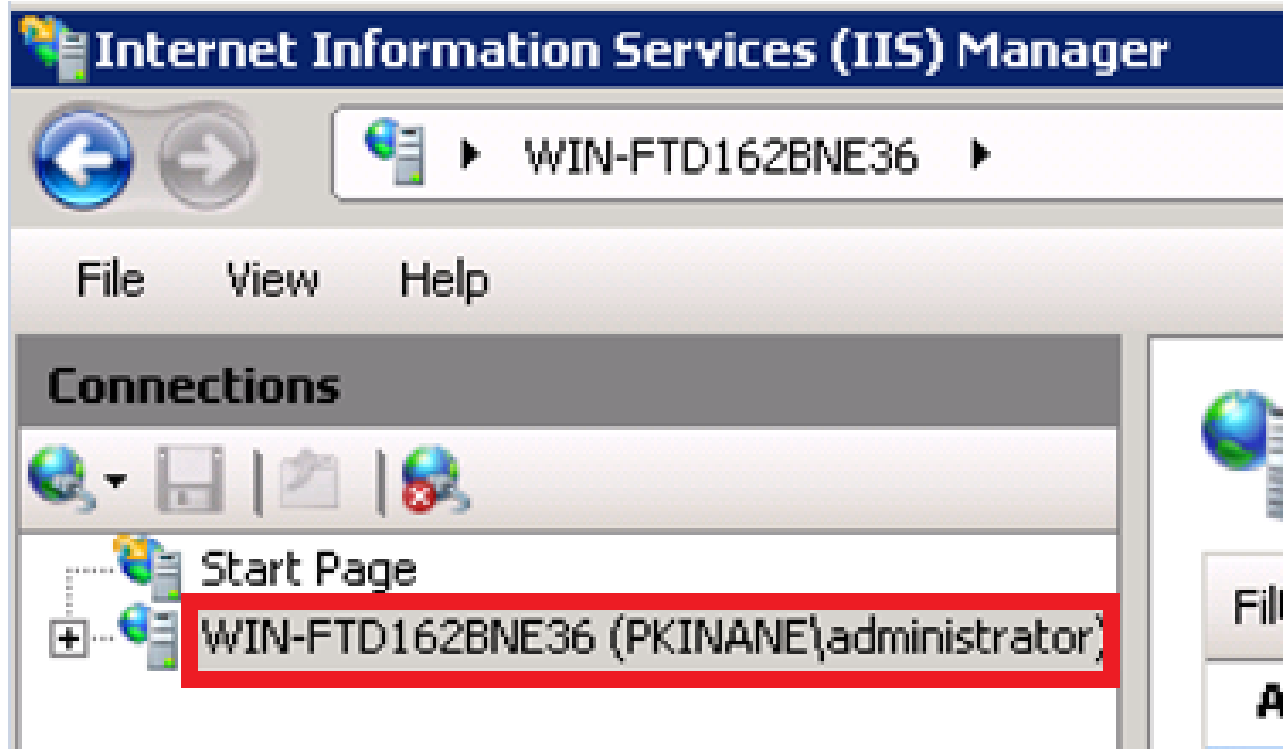 Internet Information Services (IIS) Manager
WIN-FTD162BNE36
File View Help
Connections
Start Page
WIN-FTD162BNE36 (PKINANE\administrator)